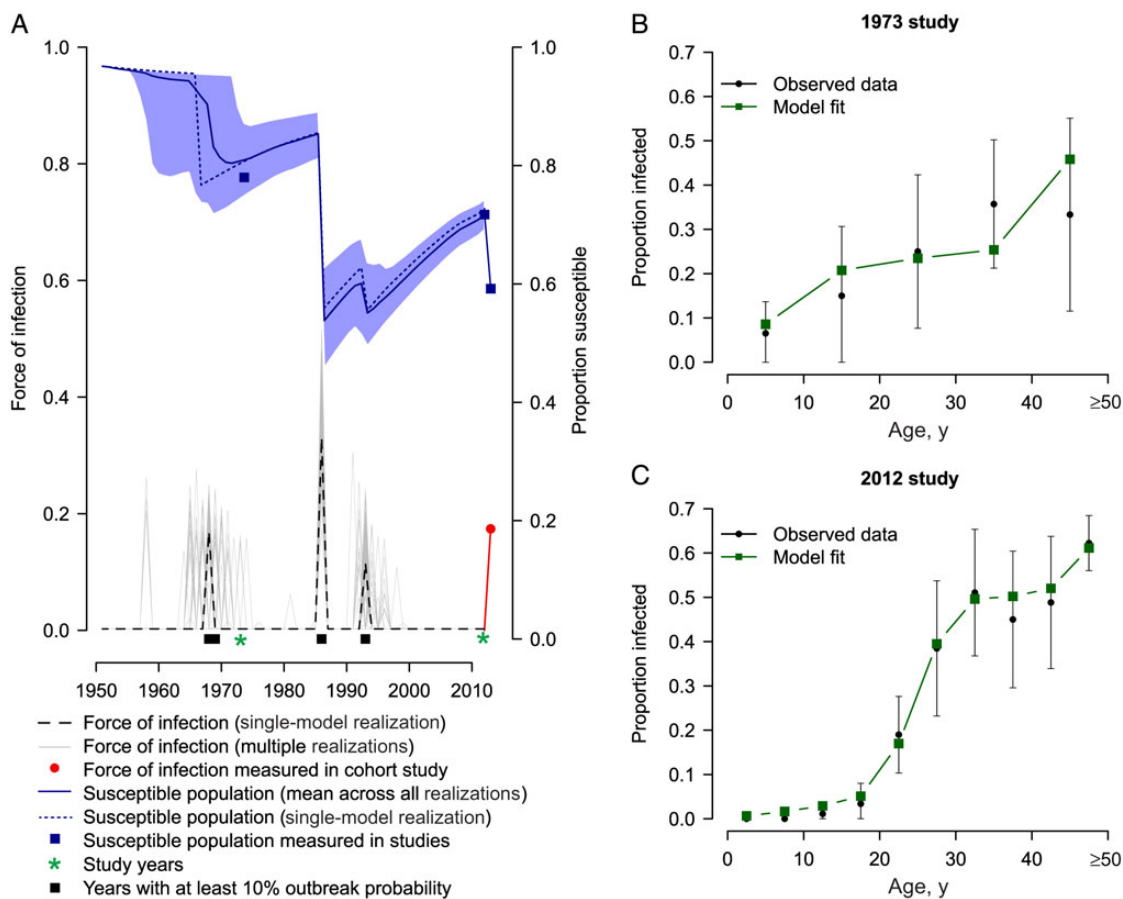 A
1.0
0.8
0.6
0.4
0.2
0.0
Force of infection
1.0
0.8
0.6
0.4
0.2
0.0
Proportion susceptible
1950 1960 1970 1980 1990 2000 2010
Force of infection (single-model realization)
Force of infection (multiple realizations)
Force of infection measured in cohort study
Susceptible population (mean across all realizations)
Susceptible population (single-model realization)
Susceptible population measured in studies
* Study years
Years with at least 10% outbreak probability
B
1973 study
0.7
0.6
0.5
0.4
0.3
0.2
0.1
0.0
Proportion infected
Observed data
Model fit
0 10 20 30 40 ≥50
Age, y
C
2012 study
0.7
0.6
0.5
0.4
0.3
0.2
0.1
0.0
Proportion infected
Observed data
Model fit
0 10 20 30 40 ≥50
Age, y